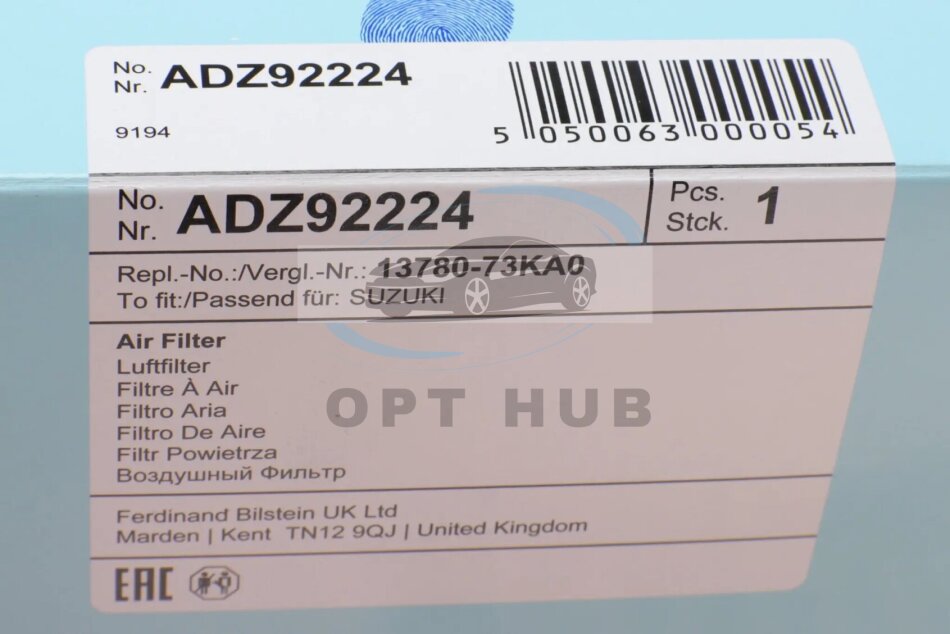 No. ADZ92224
Nr.
9194
5 050063 000054
No. ADZ92224
Nr.
Pcs. 1
Stck.
Repl.-No.:/Vergl.-Nr.: 13780-73KA0
To fit:/Passend für: SUZUKI
Air Filter
Luftfilter
Filtre À Air
Filtro Aria
Filtro De Aire
Filtr Powietrza
Воздушный Фильтр
OPT HUB
Ferdinand Bilstein UK Ltd
Marden | Kent TN12 9QJ | United Kingdom
EAC